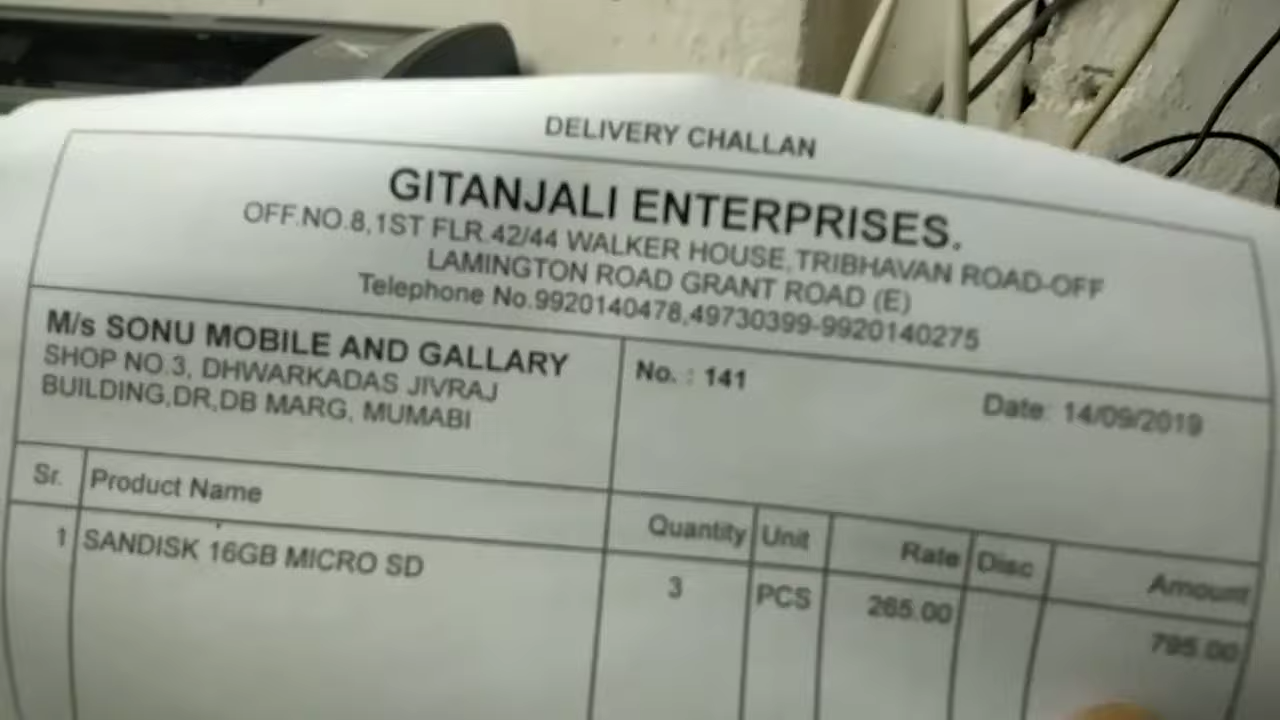 DELIVERY CHALLAN
GITANJALI ENTERPRISES.
OFF.NO.8,1ST FLR.42/44 WALKER HOUSE,TRIBHAVAN ROAD-OFF
LAMINGTON ROAD GRANT ROAD (E)
Telephone No.9920140478,49730399-9920140275
M/s SONU MOBILE AND GALLARY
SHOP NO.3, DHWARKADAS JIVRAJ
BUILDING,DR,DB MARG, MUMABI
No. : 141
Date: 14/09/2019
Sr. Product Name Quantity Unit Rate Disc Amount
1 SANDISK 16GB MICRO SD 3 PCS 265.00 795.00